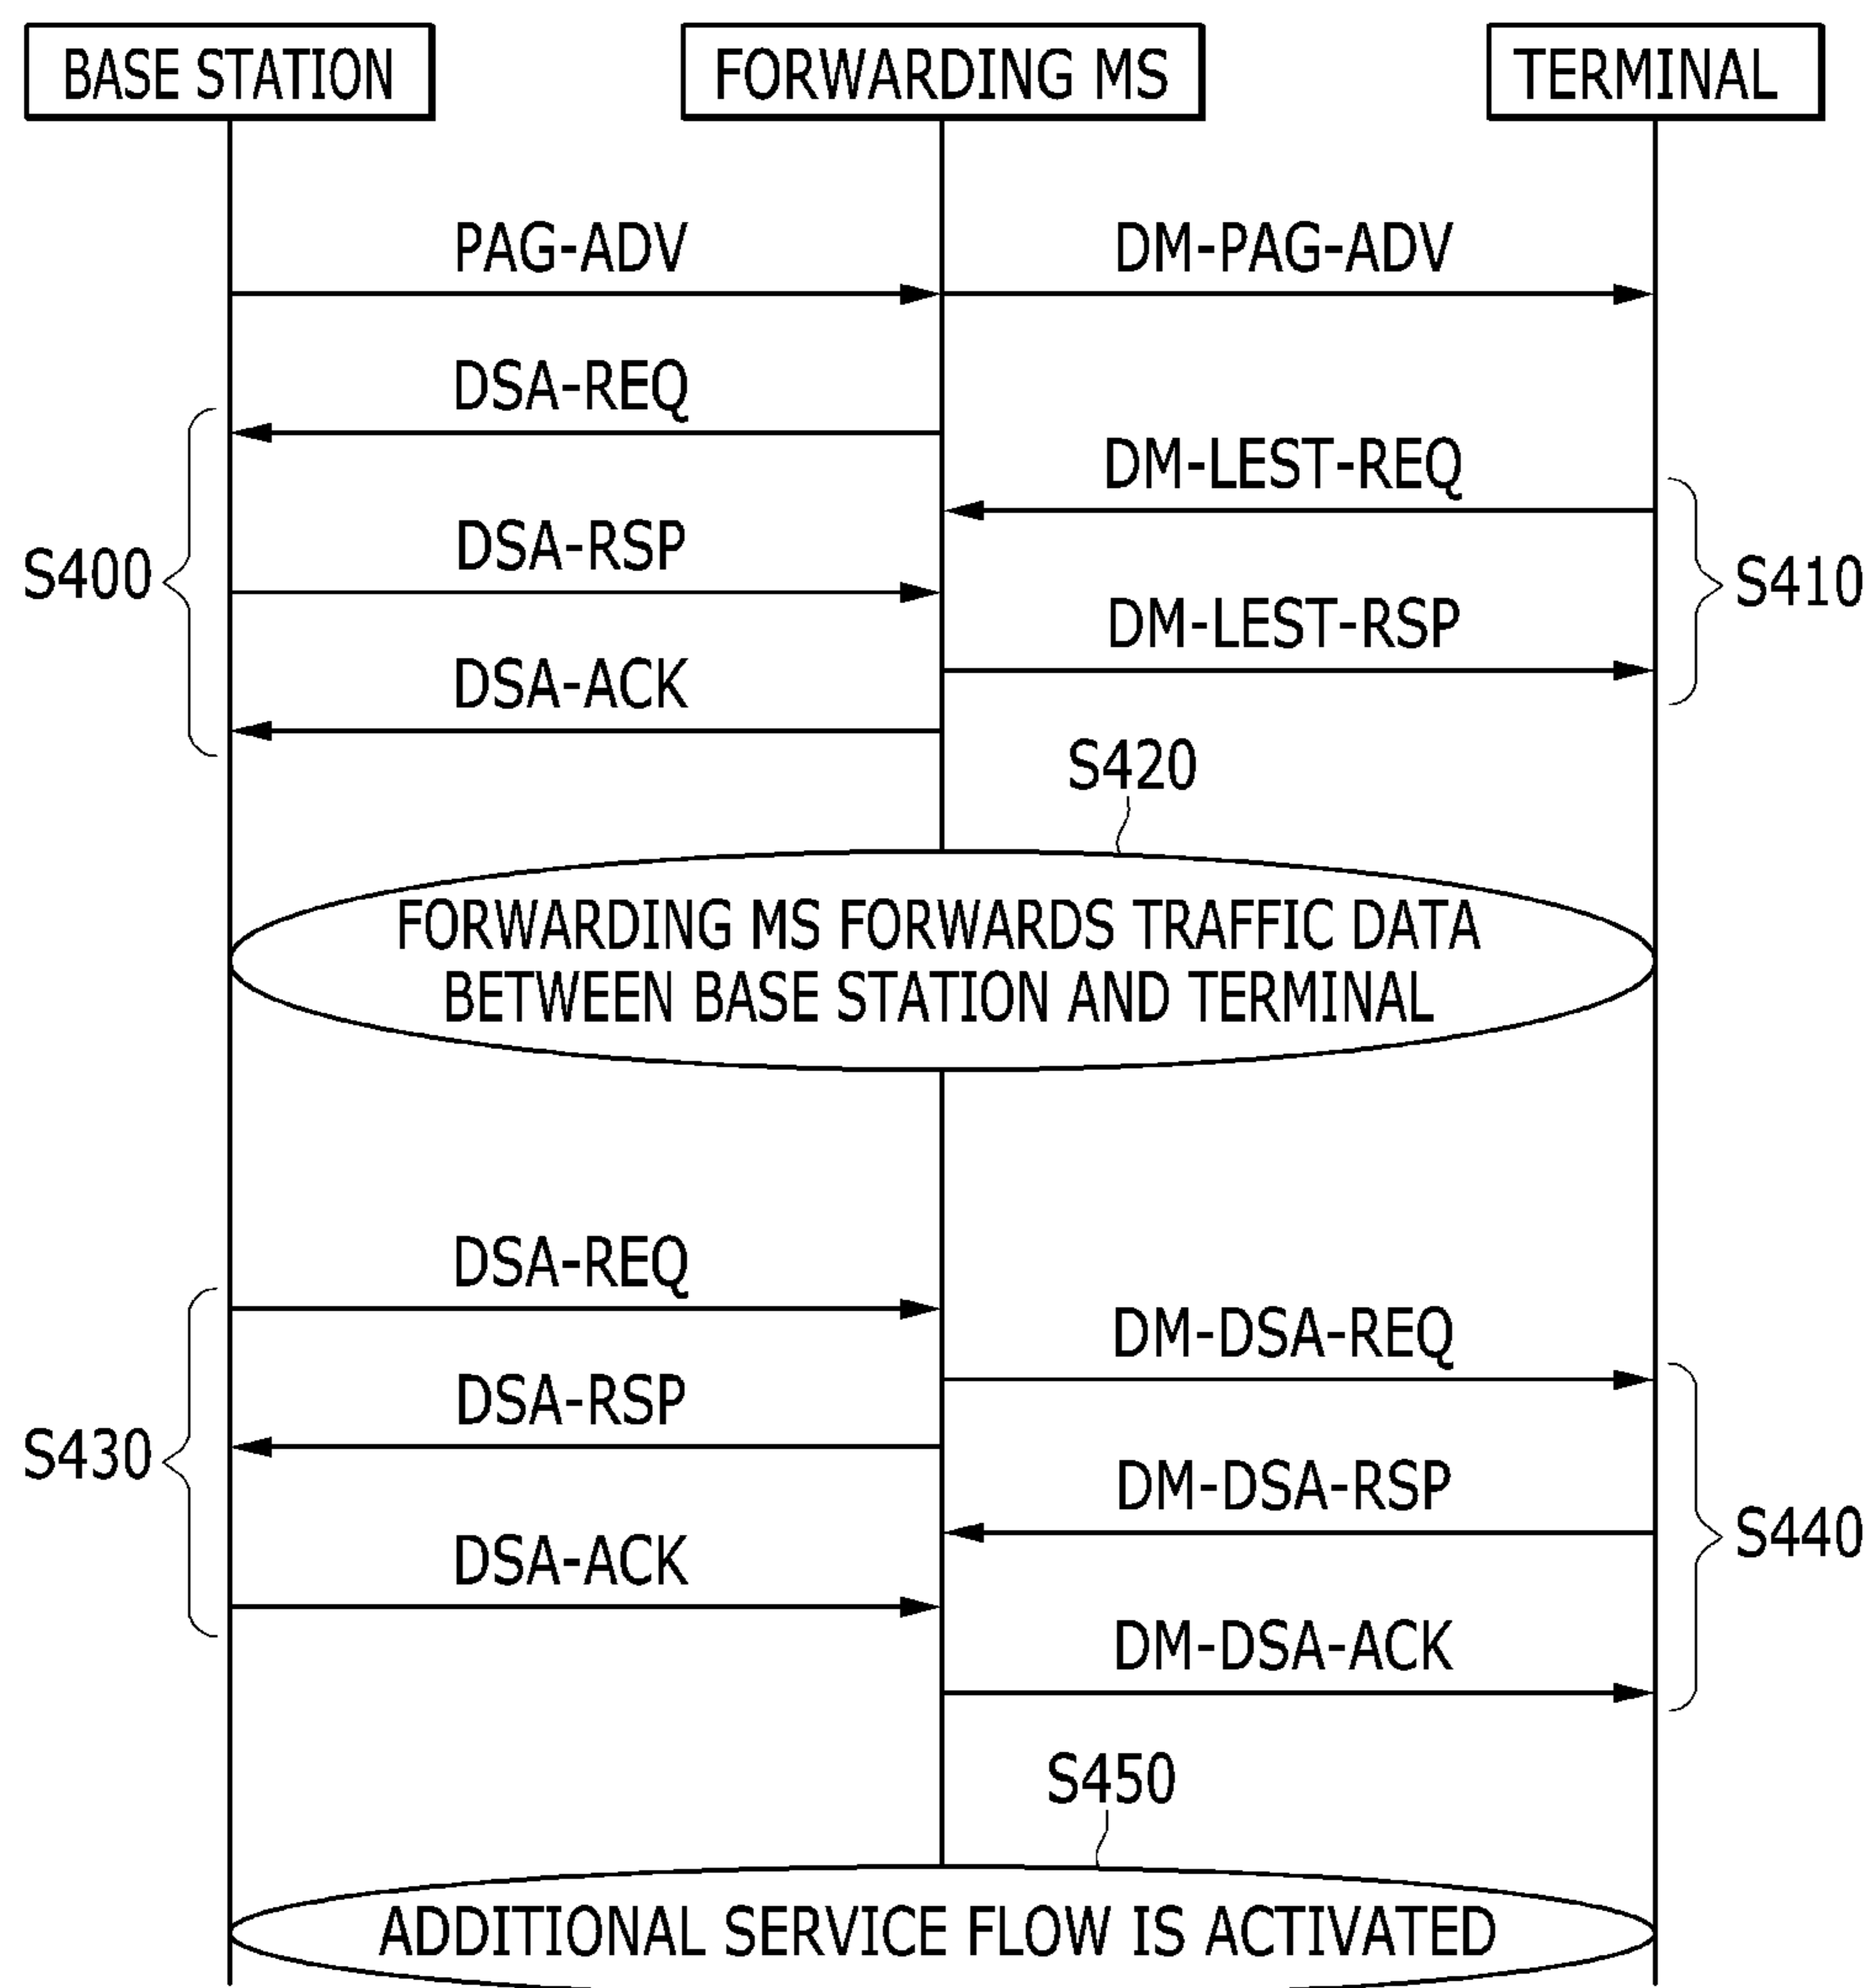 BASE STATION
FORWARDING MS
TERMINAL
PAG-ADV
DM-PAG-ADV
DSA-REQ
DM-LEST-REQ
DSA-RSP
S400
S410
DM-LEST-RSP
DSA-ACK
S420
FORWARDING MS FORWARDS TRAFFIC DATA
BETWEEN BASE STATION AND TERMINAL
DSA-REQ
DM-DSA-REQ
DSA-RSP
S430
DM-DSA-RSP
S440
DSA-ACK
DM-DSA-ACK
S450
ADDITIONAL SERVICE FLOW IS ACTIVATED